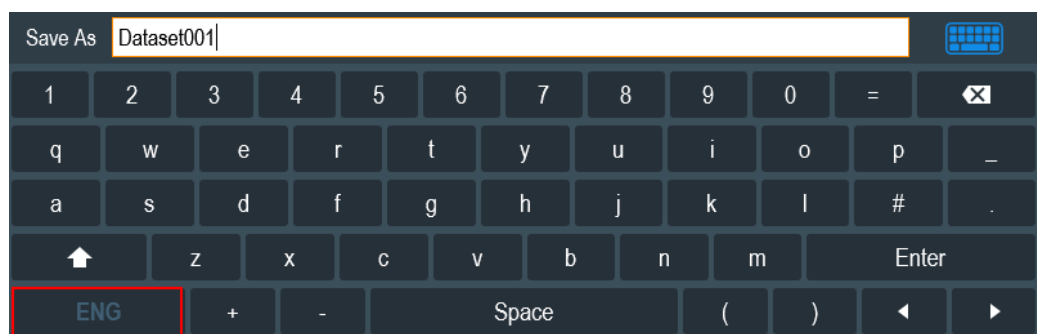 Save As Dataset001
1 2 3 4 5 6 7 8 9 0 =
q w e r t y u i o p _
a s d f g h j k l # .
z x c v b n m Enter
ENG + - Space ( )